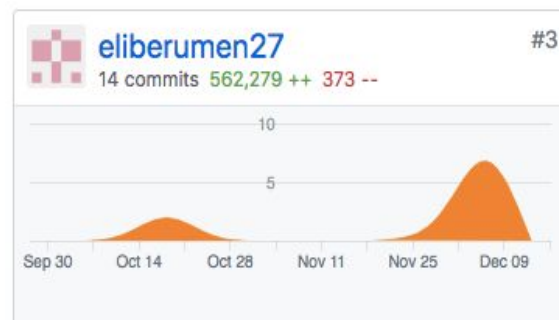 eliberumen27 #3
14 commits 562,279 ++ 373 --
10
5
Sep 30 Oct 14 Oct 28 Nov 11 Nov 25 Dec 09